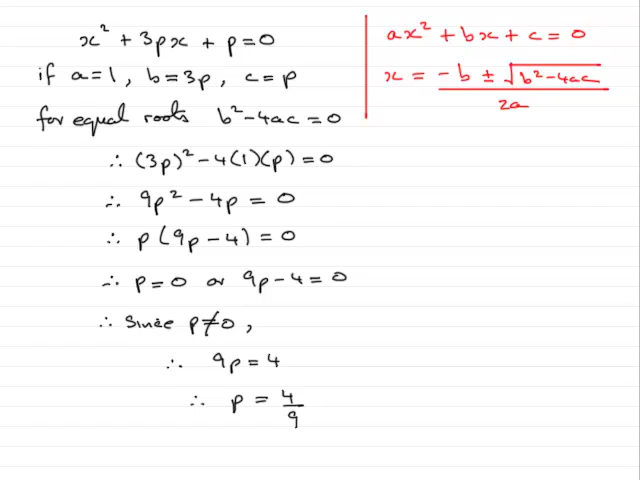 x² + 3px + p = 0
if a = 1, b = 3p, c = p
for equal roots b² - 4ac = 0
∴ (3p)² - 4(1)(p) = 0
∴ 9p² - 4p = 0
∴ p(9p - 4) = 0
∴ p = 0 or 9p - 4 = 0
∴ Since p ≠ 0,
∴ 9p = 4
∴ p = 4/9
ax² + bx + c = 0
x = -b ± √(b² - 4ac) / 2a